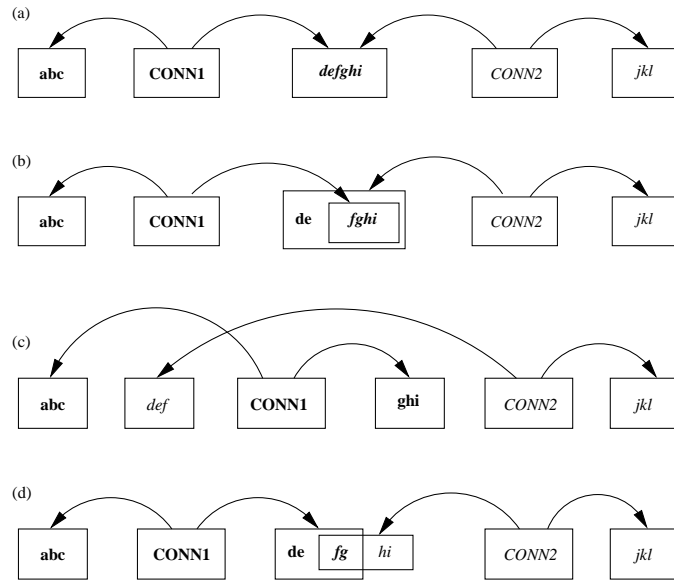 (a)
abc CONN1 defghi CONN2 jkl
(b)
abc CONN1 de fghi CONN2 jkl
(c)
abc def CONN1 ghi CONN2 jkl
(d)
abc CONN1 de fg hi CONN2 jkl